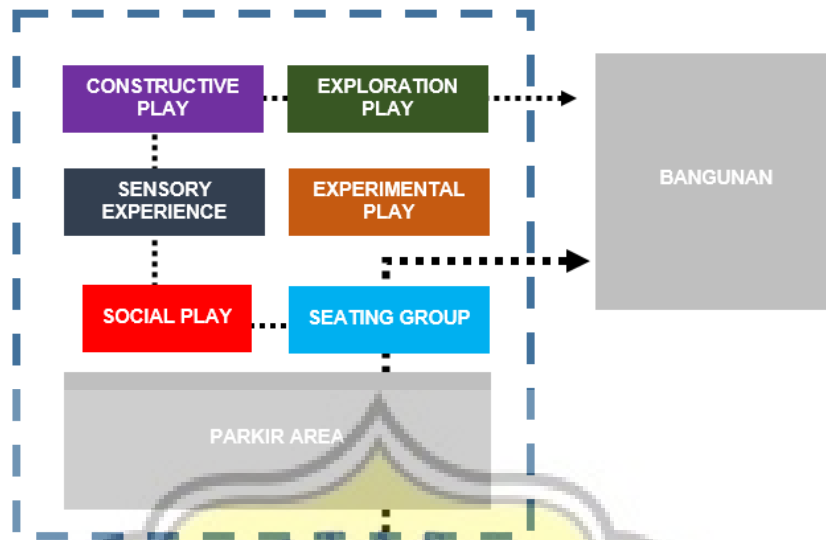 CONSTRUCTIVE
PLAY
EXPLORATION
PLAY
BANGUNAN
SENSORY
EXPERIENCE
EXPERIMENTAL
PLAY
SOCIAL PLAY
SEATING GROUP
PARKIR AREA